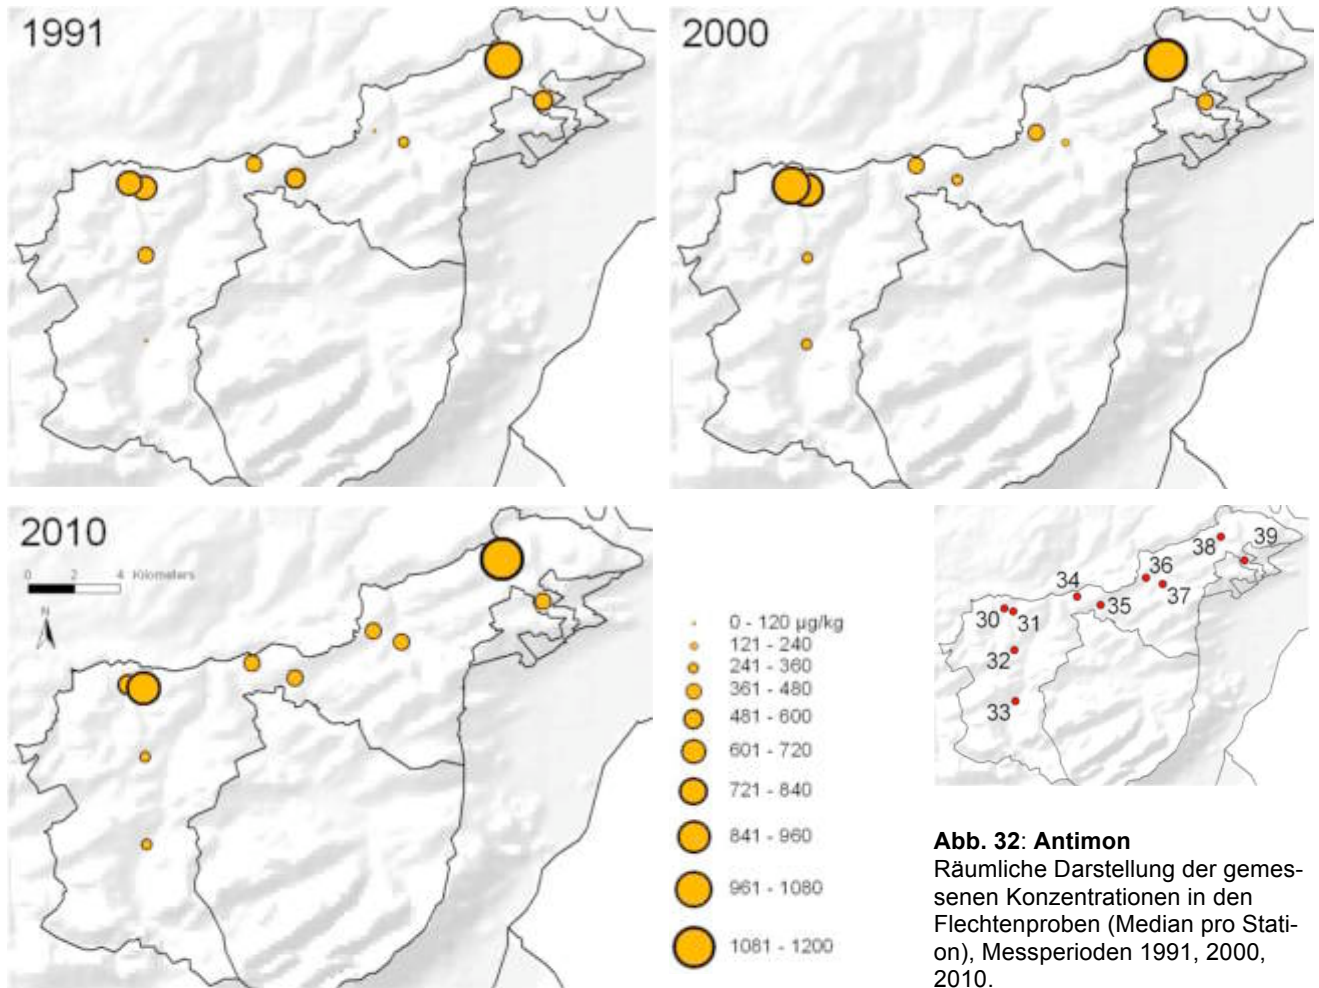 1991
2000
2010
0 2 4 Kilometers
N
0 - 120 µg/kg
121 - 240
241 - 360
361 - 480
481 - 600
601 - 720
721 - 840
841 - 960
961 - 1080
1081 - 1200
38
39
36
37
34
35
30
31
32
33
Abb. 32: Antimon
Räumliche Darstellung der gemes-
senen Konzentrationen in den
Flechtenproben (Median pro Stati-
on), Messperioden 1991, 2000,
2010.